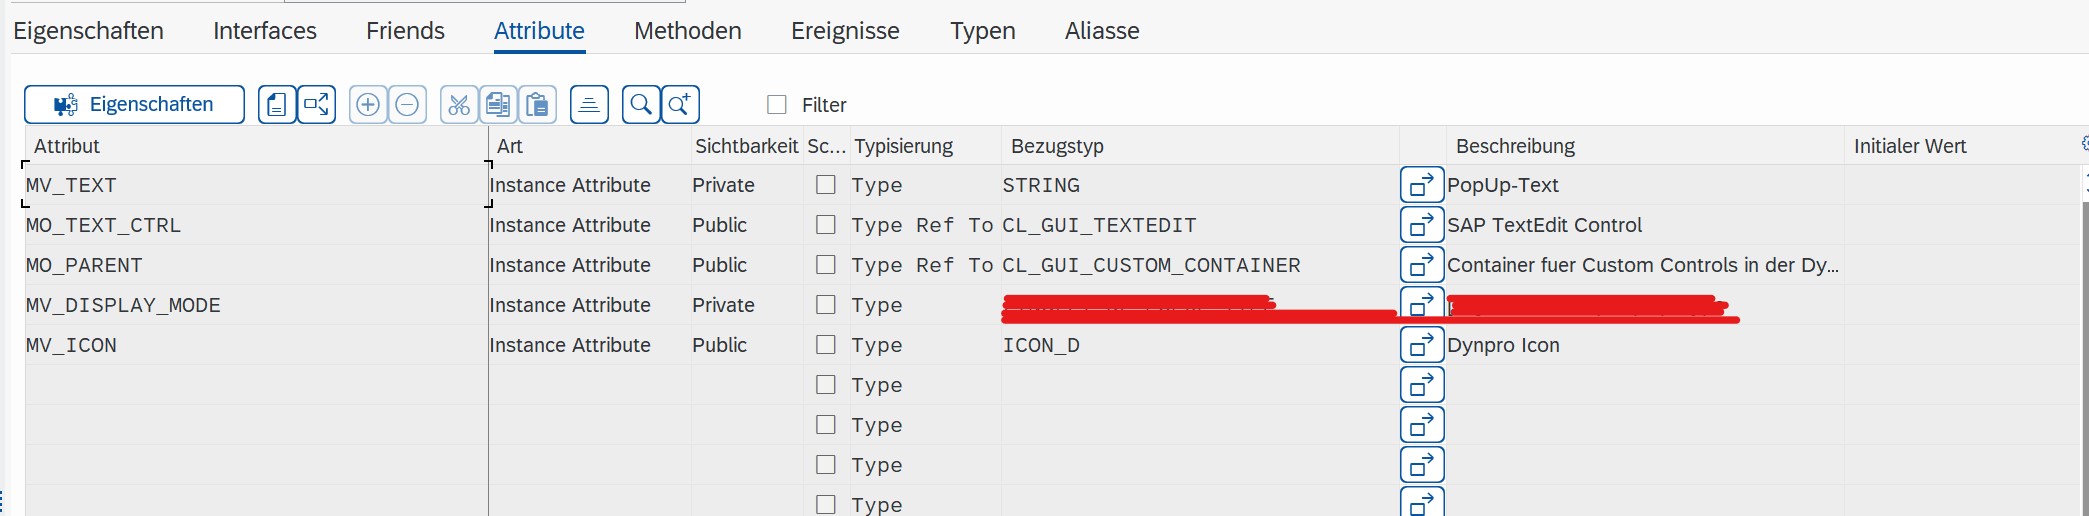 Eigenschaften Interfaces Friends Attribute Methoden Ereignisse Typen Aliasse
Eigenschaften Filter
Attribut Art Sichtbarkeit Sc... Typisierung Bezugstyp Beschreibung Initialer Wert
MV_TEXT Instance Attribute Private Type STRING PopUp-Text
MO_TEXT_CTRL Instance Attribute Public Type Ref To CL_GUI_TEXTEDIT SAP TextEdit Control
MO_PARENT Instance Attribute Public Type Ref To CL_GUI_CUSTOM_CONTAINER Container fuer Custom Controls in der Dy...
MV_DISPLAY_MODE Instance Attribute Private Type
MV_ICON Instance Attribute Public Type ICON_D Dynpro Icon
Type
Type
Type
Type